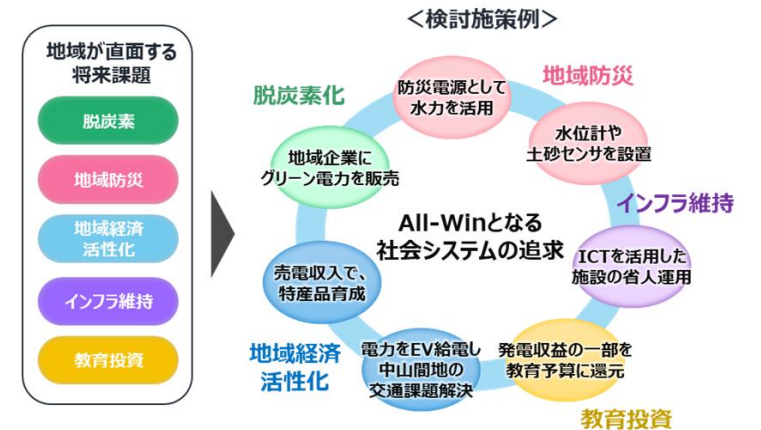 地域が直面する
将来課題
脱炭素
地域防災
地域経済
活性化
インフラ維持
教育投資
＜検討施策例＞
脱炭素化
地域防災
防災電源として
水力を活用
水位計や
土砂センサを設置
地域企業に
グリーン電力を販売
インフラ維持
All-Winとなる
社会システムの追求
ICTを活用した
施設の省人運用
売電収入で、
特産品育成
地域経済
活性化
電力をEV給電し
中山間地の
交通課題解決
発電収益の一部を
教育予算に還元
教育投資